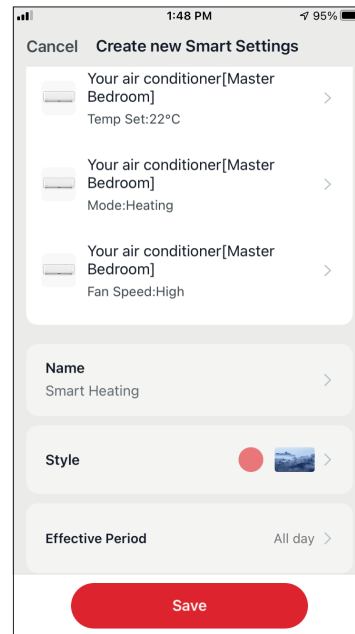 1:48 PM
95%
Cancel Create new Smart Settings
Your air conditioner[Master
Bedroom]
Temp Set:22°C
Your air conditioner[Master
Bedroom]
Mode:Heating
Your air conditioner[Master
Bedroom]
Fan Speed:High
Name
Smart Heating
Style
Effective Period All day
Save